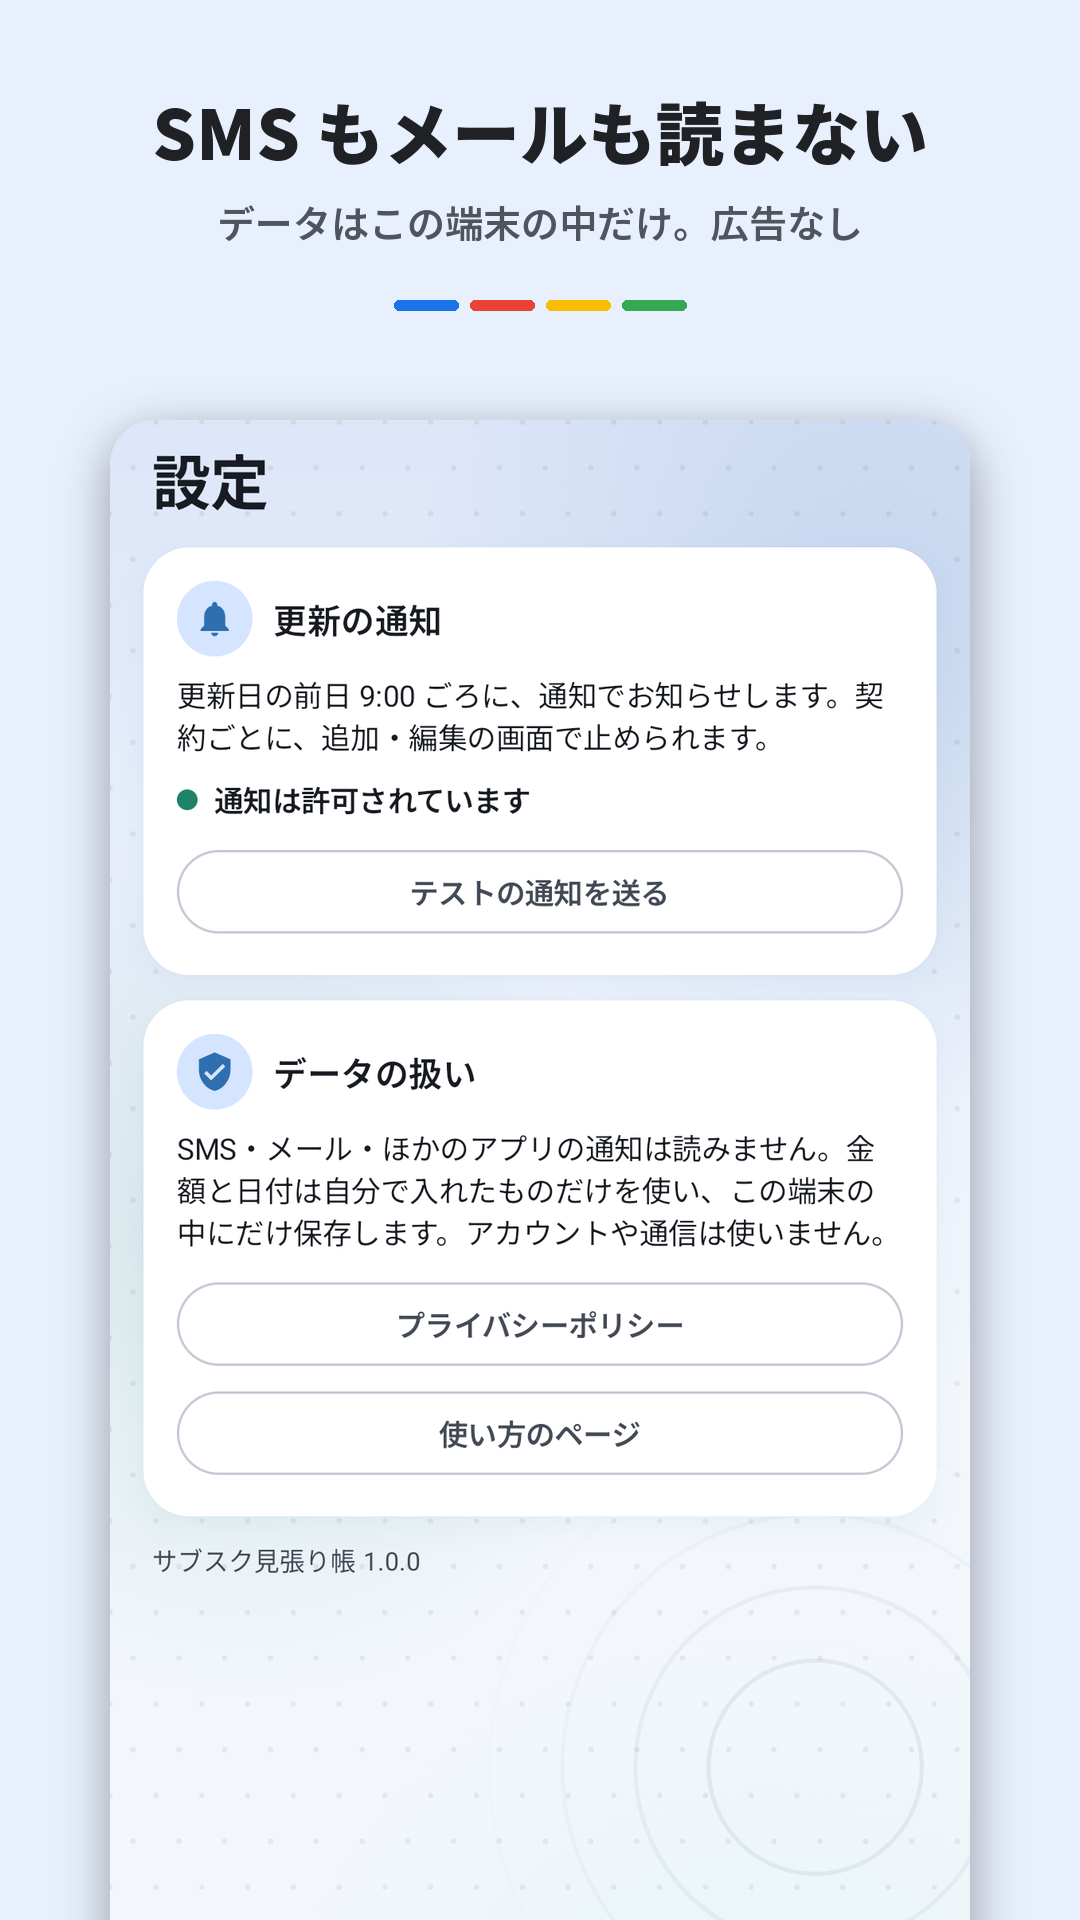 SMS もメールも読まない
データはこの端末の中だけ。広告なし
設定
更新の通知
更新日の前日 9:00 ごろに、通知でお知らせします。契
約ごとに、追加・編集の画面で止められます。
通知は許可されています
テストの通知を送る
データの扱い
SMS・メール・ほかのアプリの通知は読みません。金
額と日付は自分で入れたものだけを使い、この端末の
中にだけ保存します。アカウントや通信は使いません。
プライバシーポリシー
使い方のページ
サブスク見張り帳 1.0.0